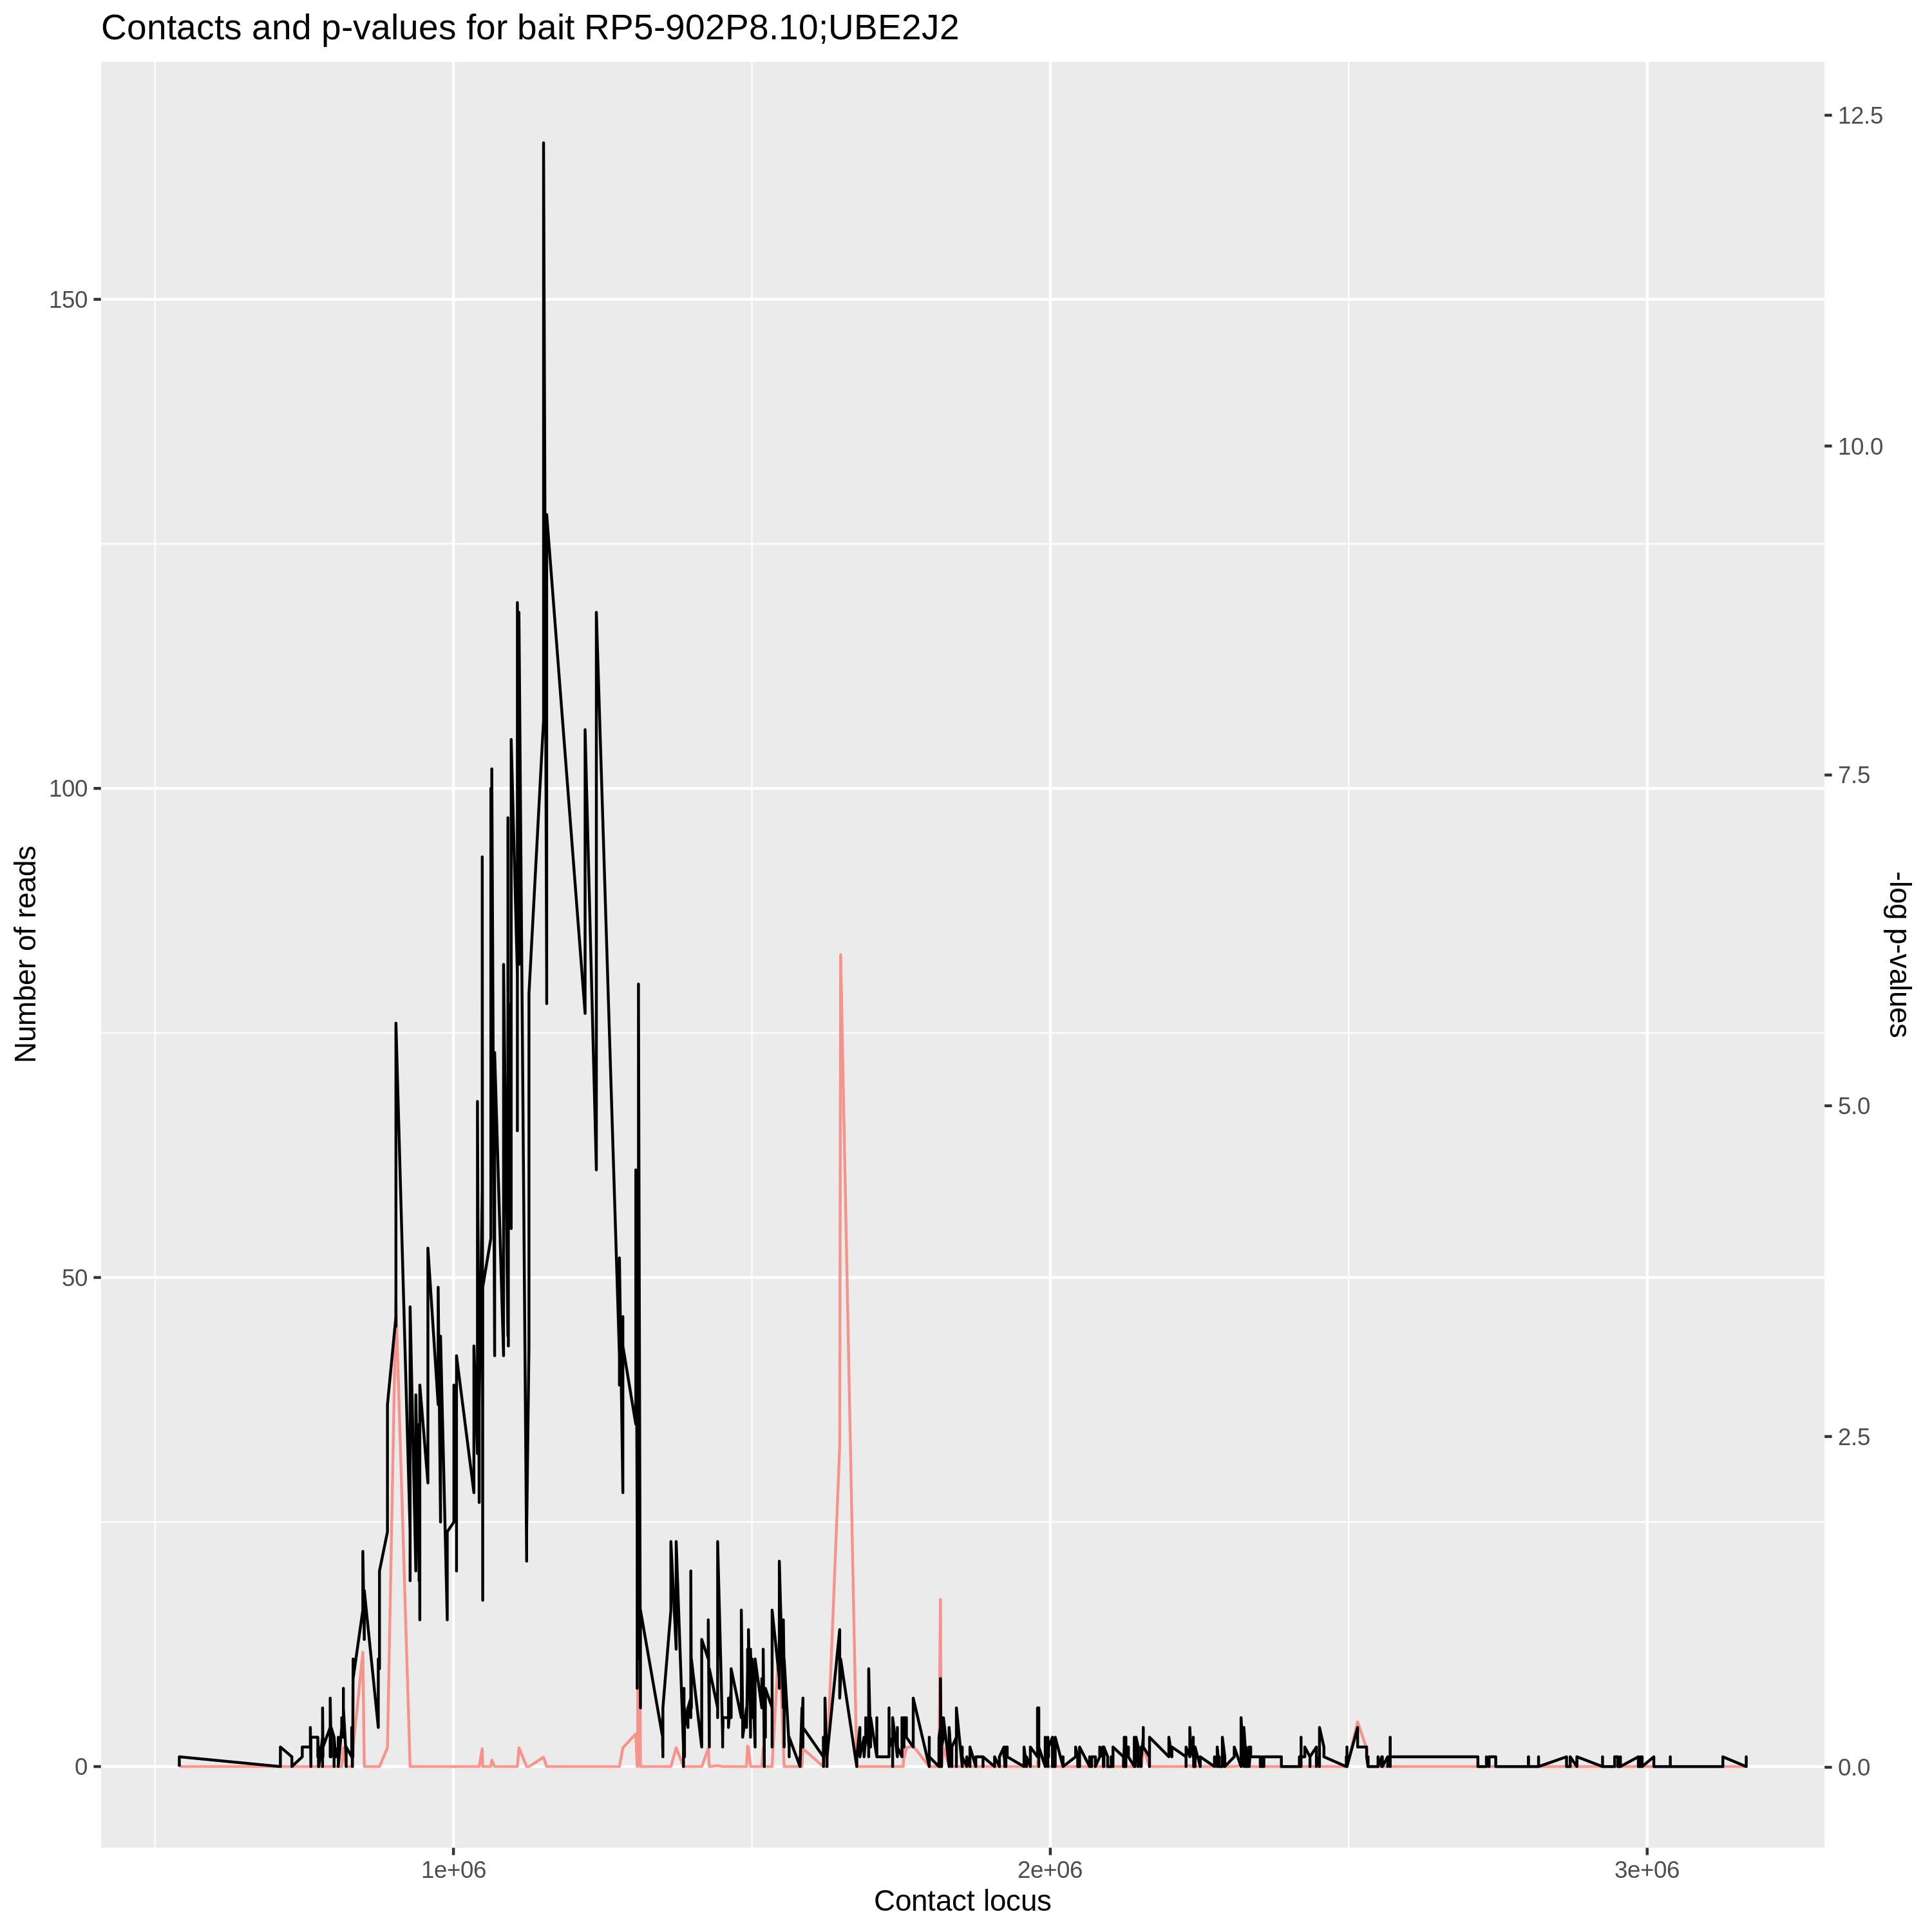 Contacts and p-values for bait RP5-902P8.10;UBE2J2
12.5
150
10.0
100
7.5
Number of reads
-log p-values
5.0
50
2.5
0
0.0
1e+06
2e+06
3e+06
Contact locus